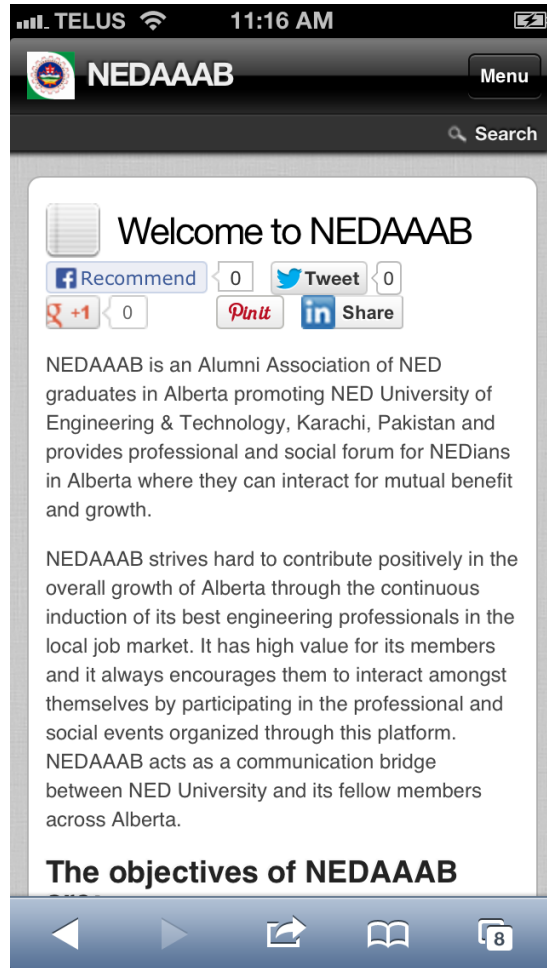 TELUS 11:16 AM
NEDAAAB Menu
Search
Welcome to NEDAAAB
Recommend 0 Tweet 0
g +1 0 Pin it in Share
NEDAAAB is an Alumni Association of NED
graduates in Alberta promoting NED University of
Engineering & Technology, Karachi, Pakistan and
provides professional and social forum for NEDians
in Alberta where they can interact for mutual benefit
and growth.
NEDAAAB strives hard to contribute positively in the
overall growth of Alberta through the continuous
induction of its best engineering professionals in the
local job market. It has high value for its members
and it always encourages them to interact amongst
themselves by participating in the professional and
social events organized through this platform.
NEDAAAB acts as a communication bridge
between NED University and its fellow members
across Alberta.
The objectives of NEDAAAB
8